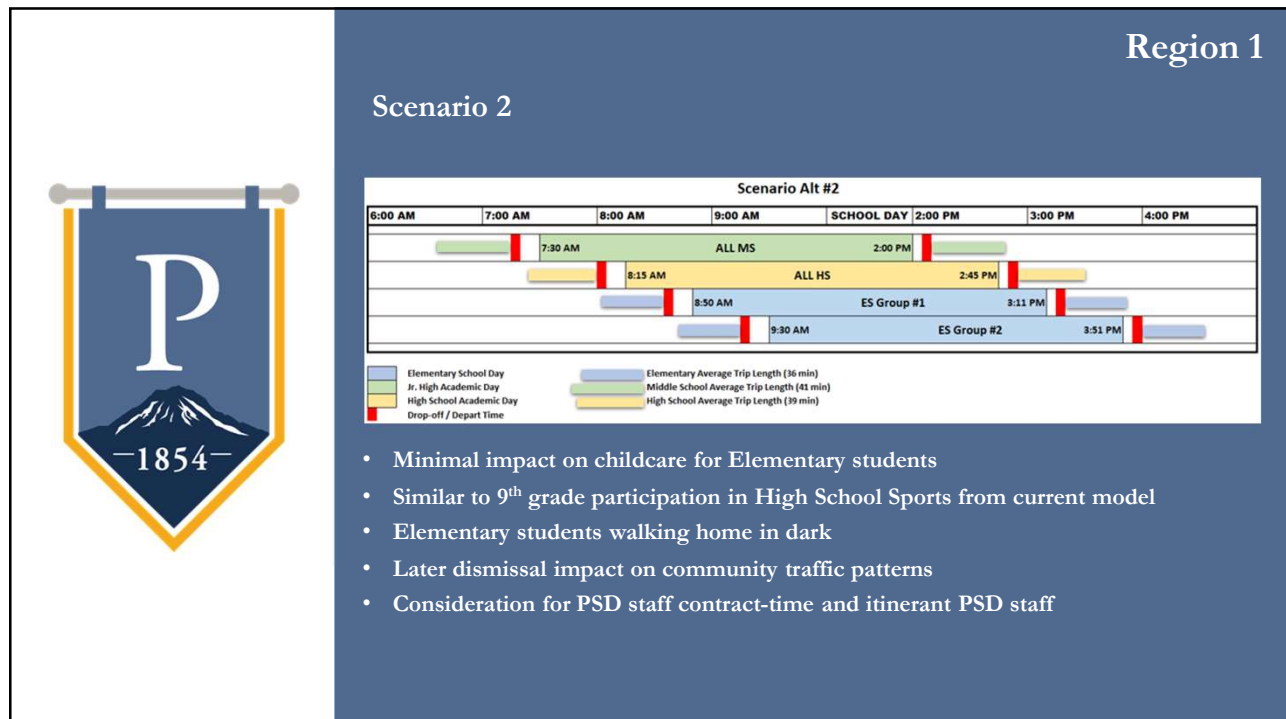 Region 1
Scenario 2
P
-1854-
Scenario Alt #2
6:00 AM 7:00 AM 8:00 AM 9:00 AM SCHOOL DAY 2:00 PM 3:00 PM 4:00 PM
7:30 AM ALL MS 2:00 PM
8:15 AM ALL HS 2:45 PM
8:50 AM ES Group #1 3:11 PM
9:30 AM ES Group #2 3:51 PM
Elementary School Day Elementary Average Trip Length (36 min)
Jr. High Academic Day Middle School Average Trip Length (41 min)
High School Academic Day High School Average Trip Length (39 min)
Drop-off / Depart Time
• Minimal impact on childcare for Elementary students
• Similar to 9th grade participation in High School Sports from current model
• Elementary students walking home in dark
• Later dismissal impact on community traffic patterns
• Consideration for PSD staff contract-time and itinerant PSD staff